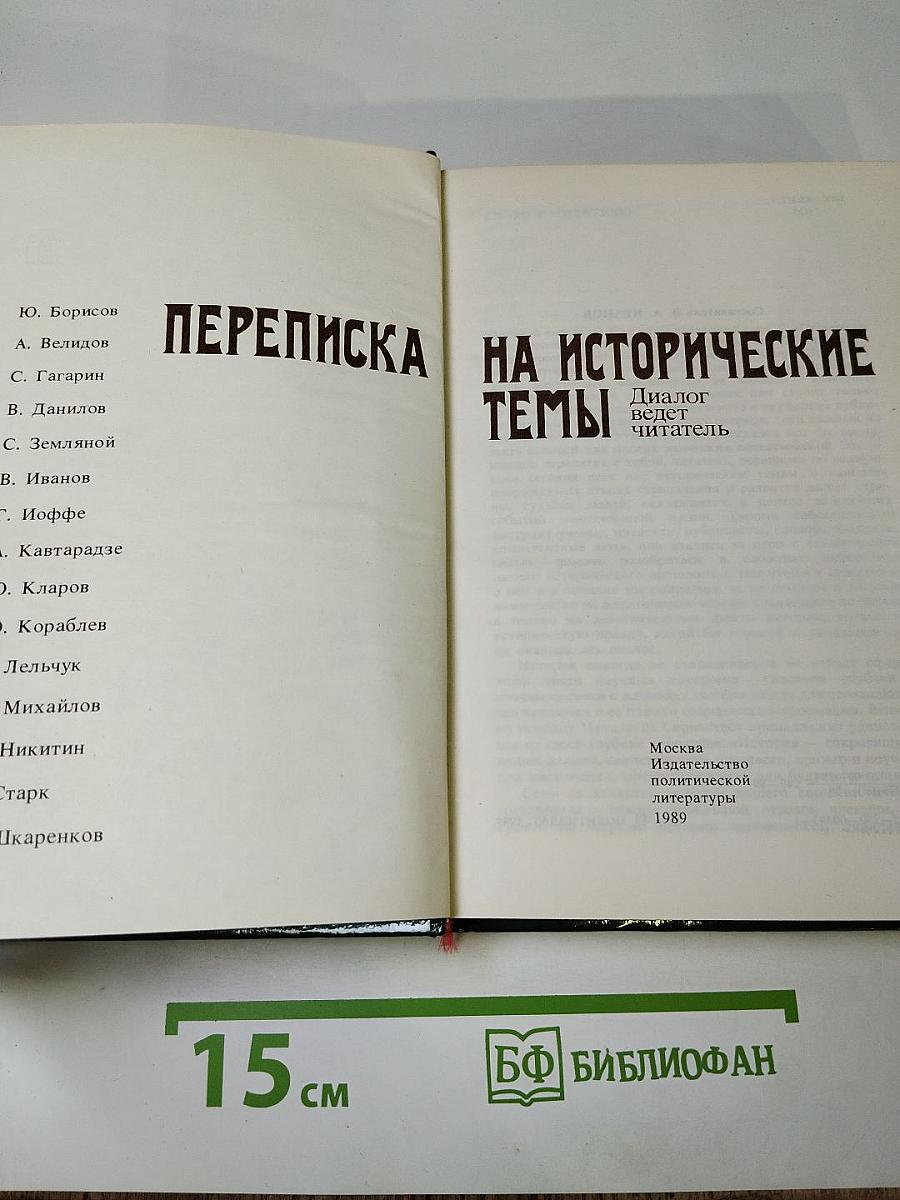 Ю. Борисов
А. Велидов
С. Гагарин
В. Данилов
С. Земляной
В. Иванов
Г. Иоффе
А. Кавтарадзе
Ю. Кларов
Ю. Кораблев
Лельчук
Михайлов
Никитин
Старк
Шкаренков
ПЕРЕПИСКА
НА ИСТОРИЧЕСКИЕ
ТЕМЫ
Диалог
ведет
читатель
Москва
Издательство
политической
литературы
1989
15 см
БФ БИБЛИОФАН